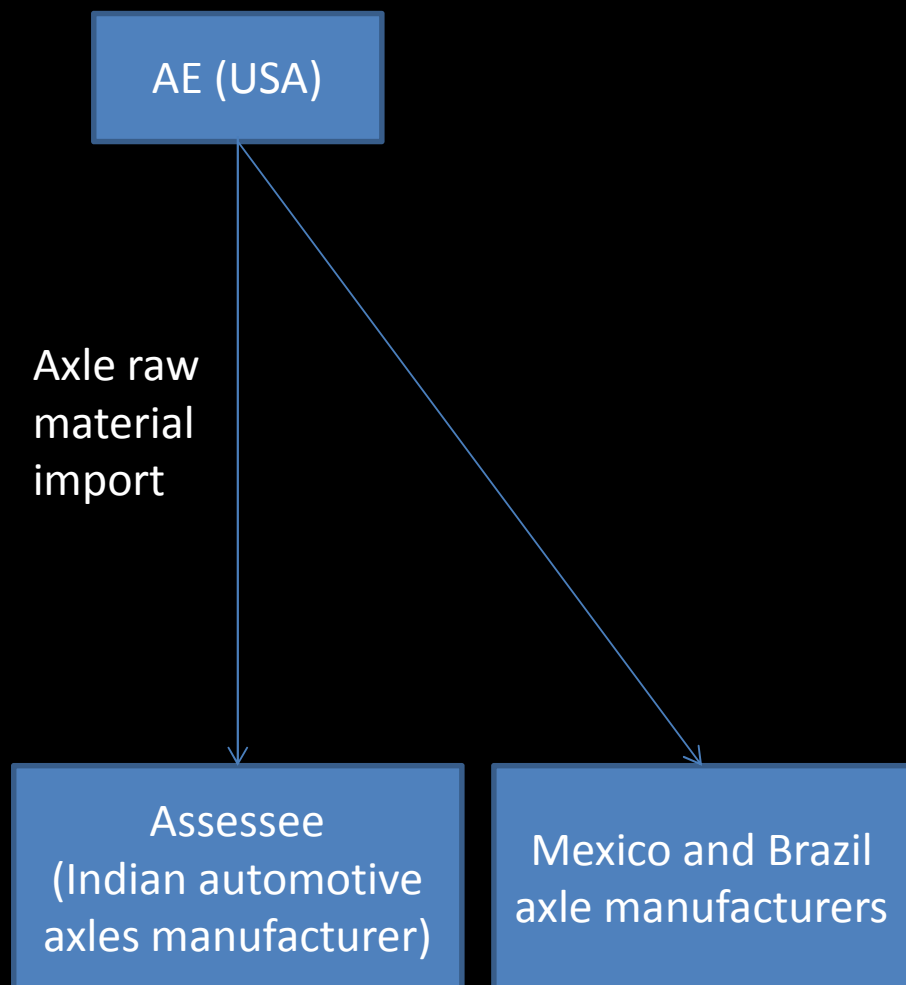 AE (USA)
Axle raw
material
import
Assessee
(Indian automotive
axles manufacturer)
Mexico and Brazil
axle manufacturers